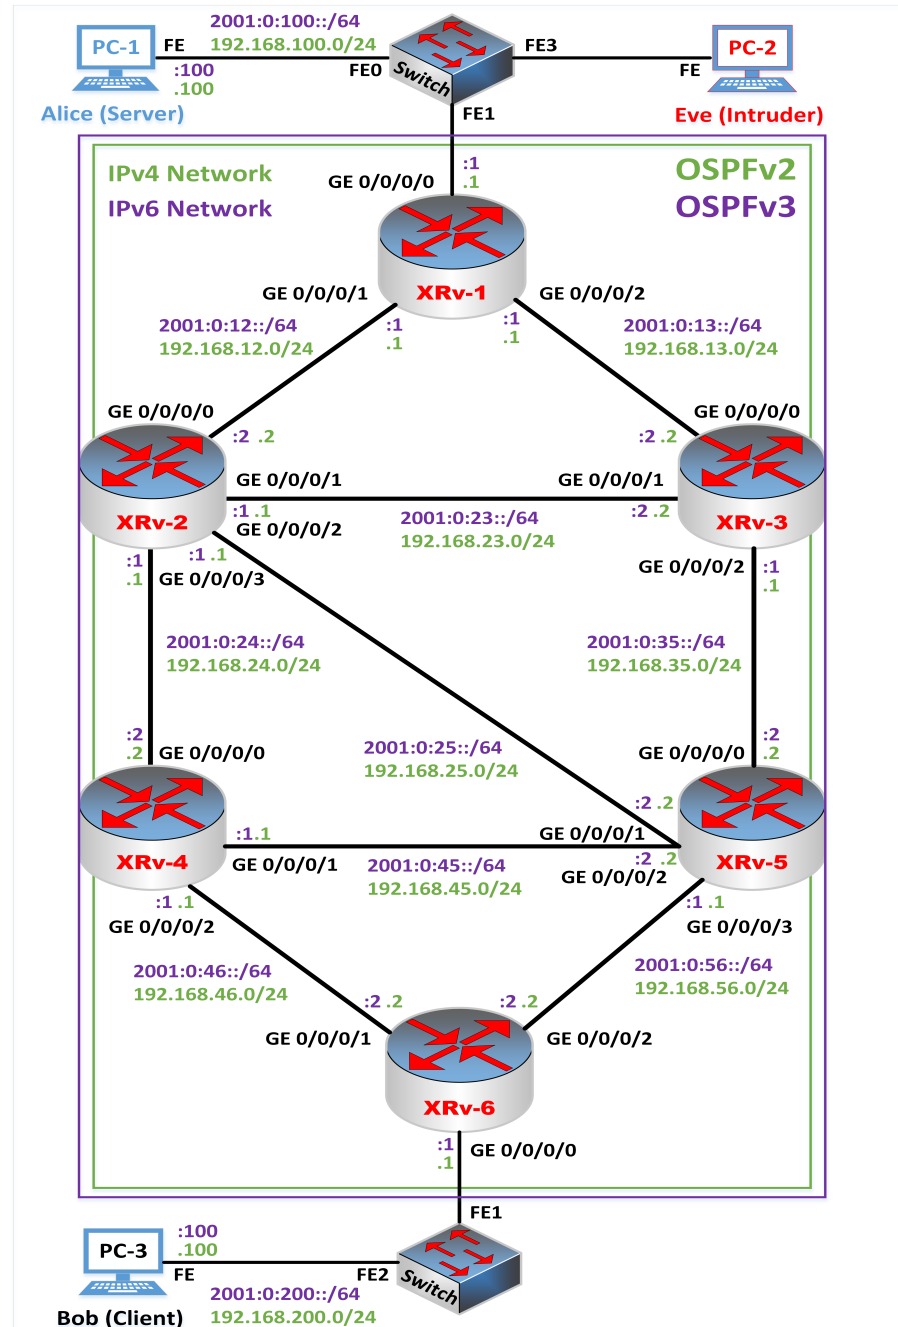 2001:0:100::/64
192.168.100.0/24
PC-1
FE
:100
.100
FE0
Switch
FE3
FE
PC-2
Alice (Server)
FE1
Eve (Intruder)
IPv4 Network
IPv6 Network
OSPFv2
OSPFv3
:1
.1
GE 0/0/0/0
XRv-1
GE 0/0/0/1
GE 0/0/0/2
2001:0:12::/64
192.168.12.0/24
:1
.1
:1
.1
2001:0:13::/64
192.168.13.0/24
GE 0/0/0/0
:2 .2
:2 .2
GE 0/0/0/0
XRv-2
GE 0/0/0/1
GE 0/0/0/1
:1 .1
2001:0:23::/64
192.168.23.0/24
:2 .2
XRv-3
GE 0/0/0/2
:1 .1
:1
.1
GE 0/0/0/3
GE 0/0/0/2
:1
.1
2001:0:24::/64
192.168.24.0/24
2001:0:35::/64
192.168.35.0/24
:2
.2
GE 0/0/0/0
2001:0:25::/64
192.168.25.0/24
GE 0/0/0/0
:2
.2
:2 .2
XRv-4
:1.1
GE 0/0/0/1
GE 0/0/0/1
:2 .2
GE 0/0/0/2
XRv-5
2001:0:45::/64
192.168.45.0/24
:1 .1
GE 0/0/0/2
:1 .1
GE 0/0/0/3
2001:0:46::/64
192.168.46.0/24
2001:0:56::/64
192.168.56.0/24
:2 .2
:2 .2
GE 0/0/0/1
GE 0/0/0/2
XRv-6
:1
.1
GE 0/0/0/0
FE1
PC-3
:100
.100
FE
FE2
Switch
2001:0:200::/64
192.168.200.0/24
Bob (Client)